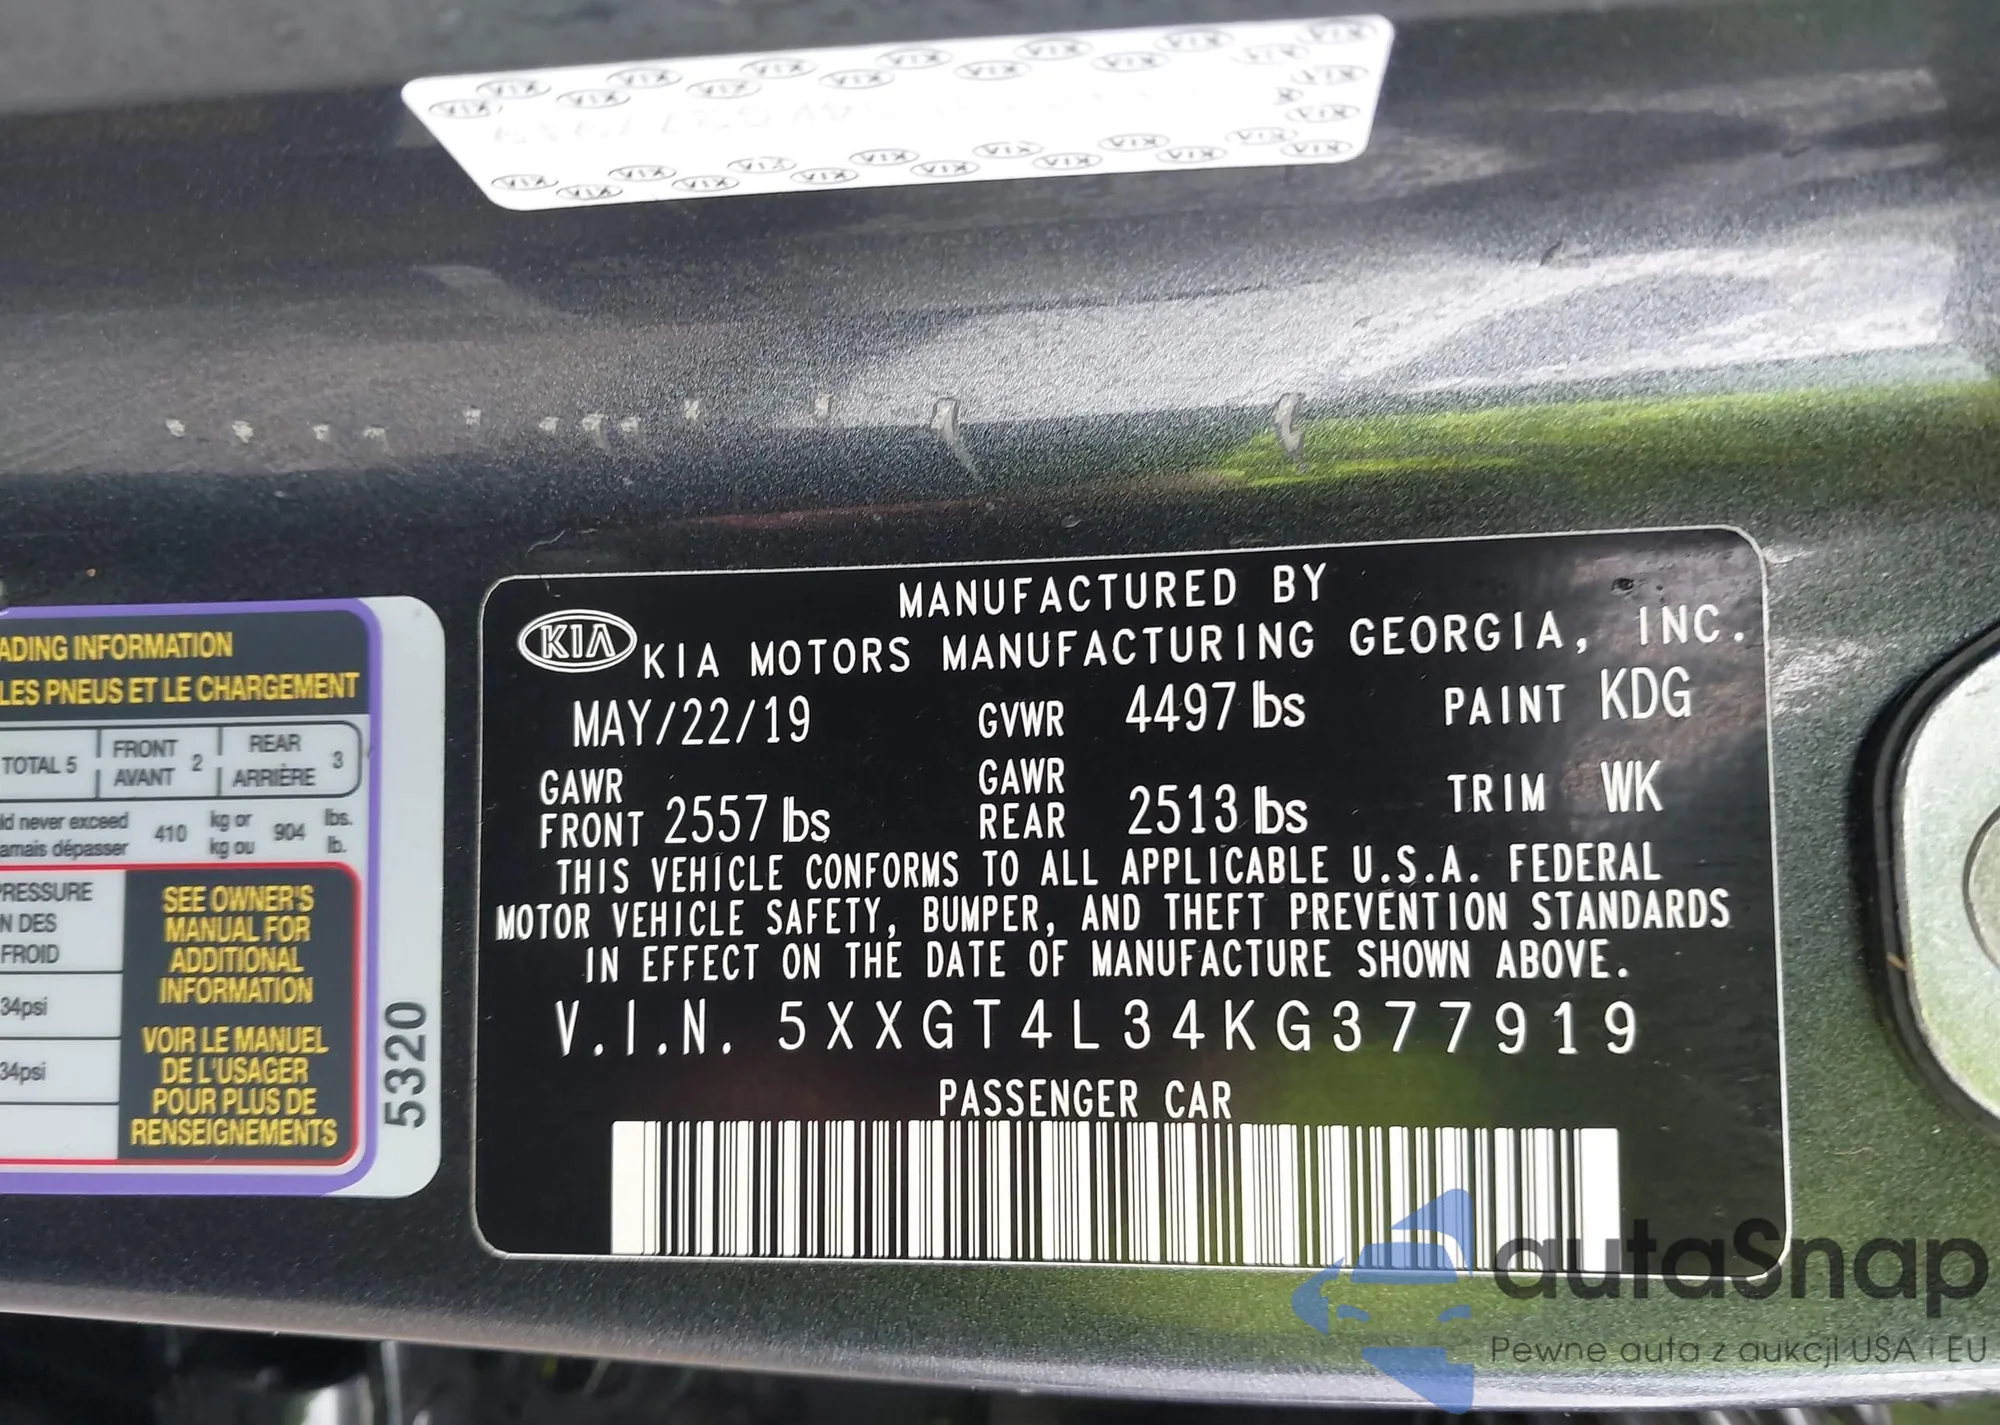 MANUFACTURED BY
KIA KIA MOTORS MANUFACTURING GEORGIA, INC.
MAY/22/19 GVWR 4497 lbs PAINT KDG
GAWR FRONT 2557 lbs GAWR REAR 2513 lbs TRIM WK
THIS VEHICLE CONFORMS TO ALL APPLICABLE U.S.A. FEDERAL
MOTOR VEHICLE SAFETY, BUMPER, AND THEFT PREVENTION STANDARDS
IN EFFECT ON THE DATE OF MANUFACTURE SHOWN ABOVE.
V.I.N. 5XXGT4L34KG377919
PASSENGER CAR
ADING INFORMATION
LES PNEUS ET LE CHARGEMENT
TOTAL 5 FRONT AVANT 2 REAR ARRIÈRE 3
ld never exceed 410 kg or 904 lbs.
amais dépasser kg ou lb.
RESSURE
N DES
FROID
34psi
34psi
SEE OWNER'S
MANUAL FOR
ADDITIONAL
INFORMATION
VOIR LE MANUEL
DE L'USAGER
POUR PLUS DE
RENSEIGNEMENTS
5320
autaSnap
Pewne auta z aukcji USA i EU